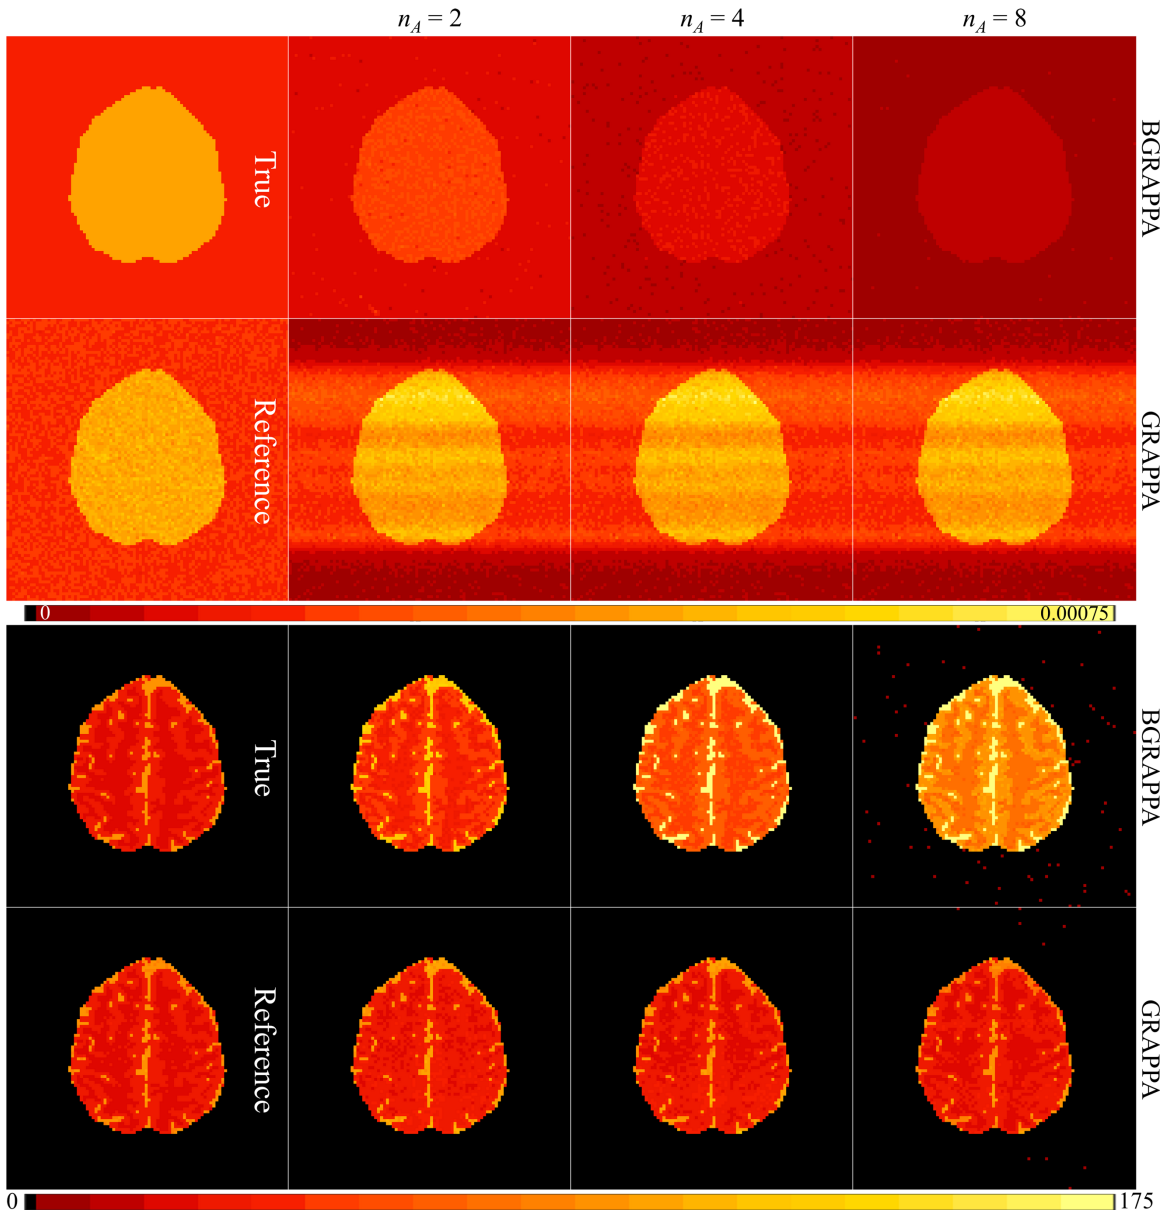 n_A = 2
n_A = 4
n_A = 8
True
BGRAPPA
Reference
GRAPPA
0
0.00075
True
BGRAPPA
Reference
GRAPPA
0
175